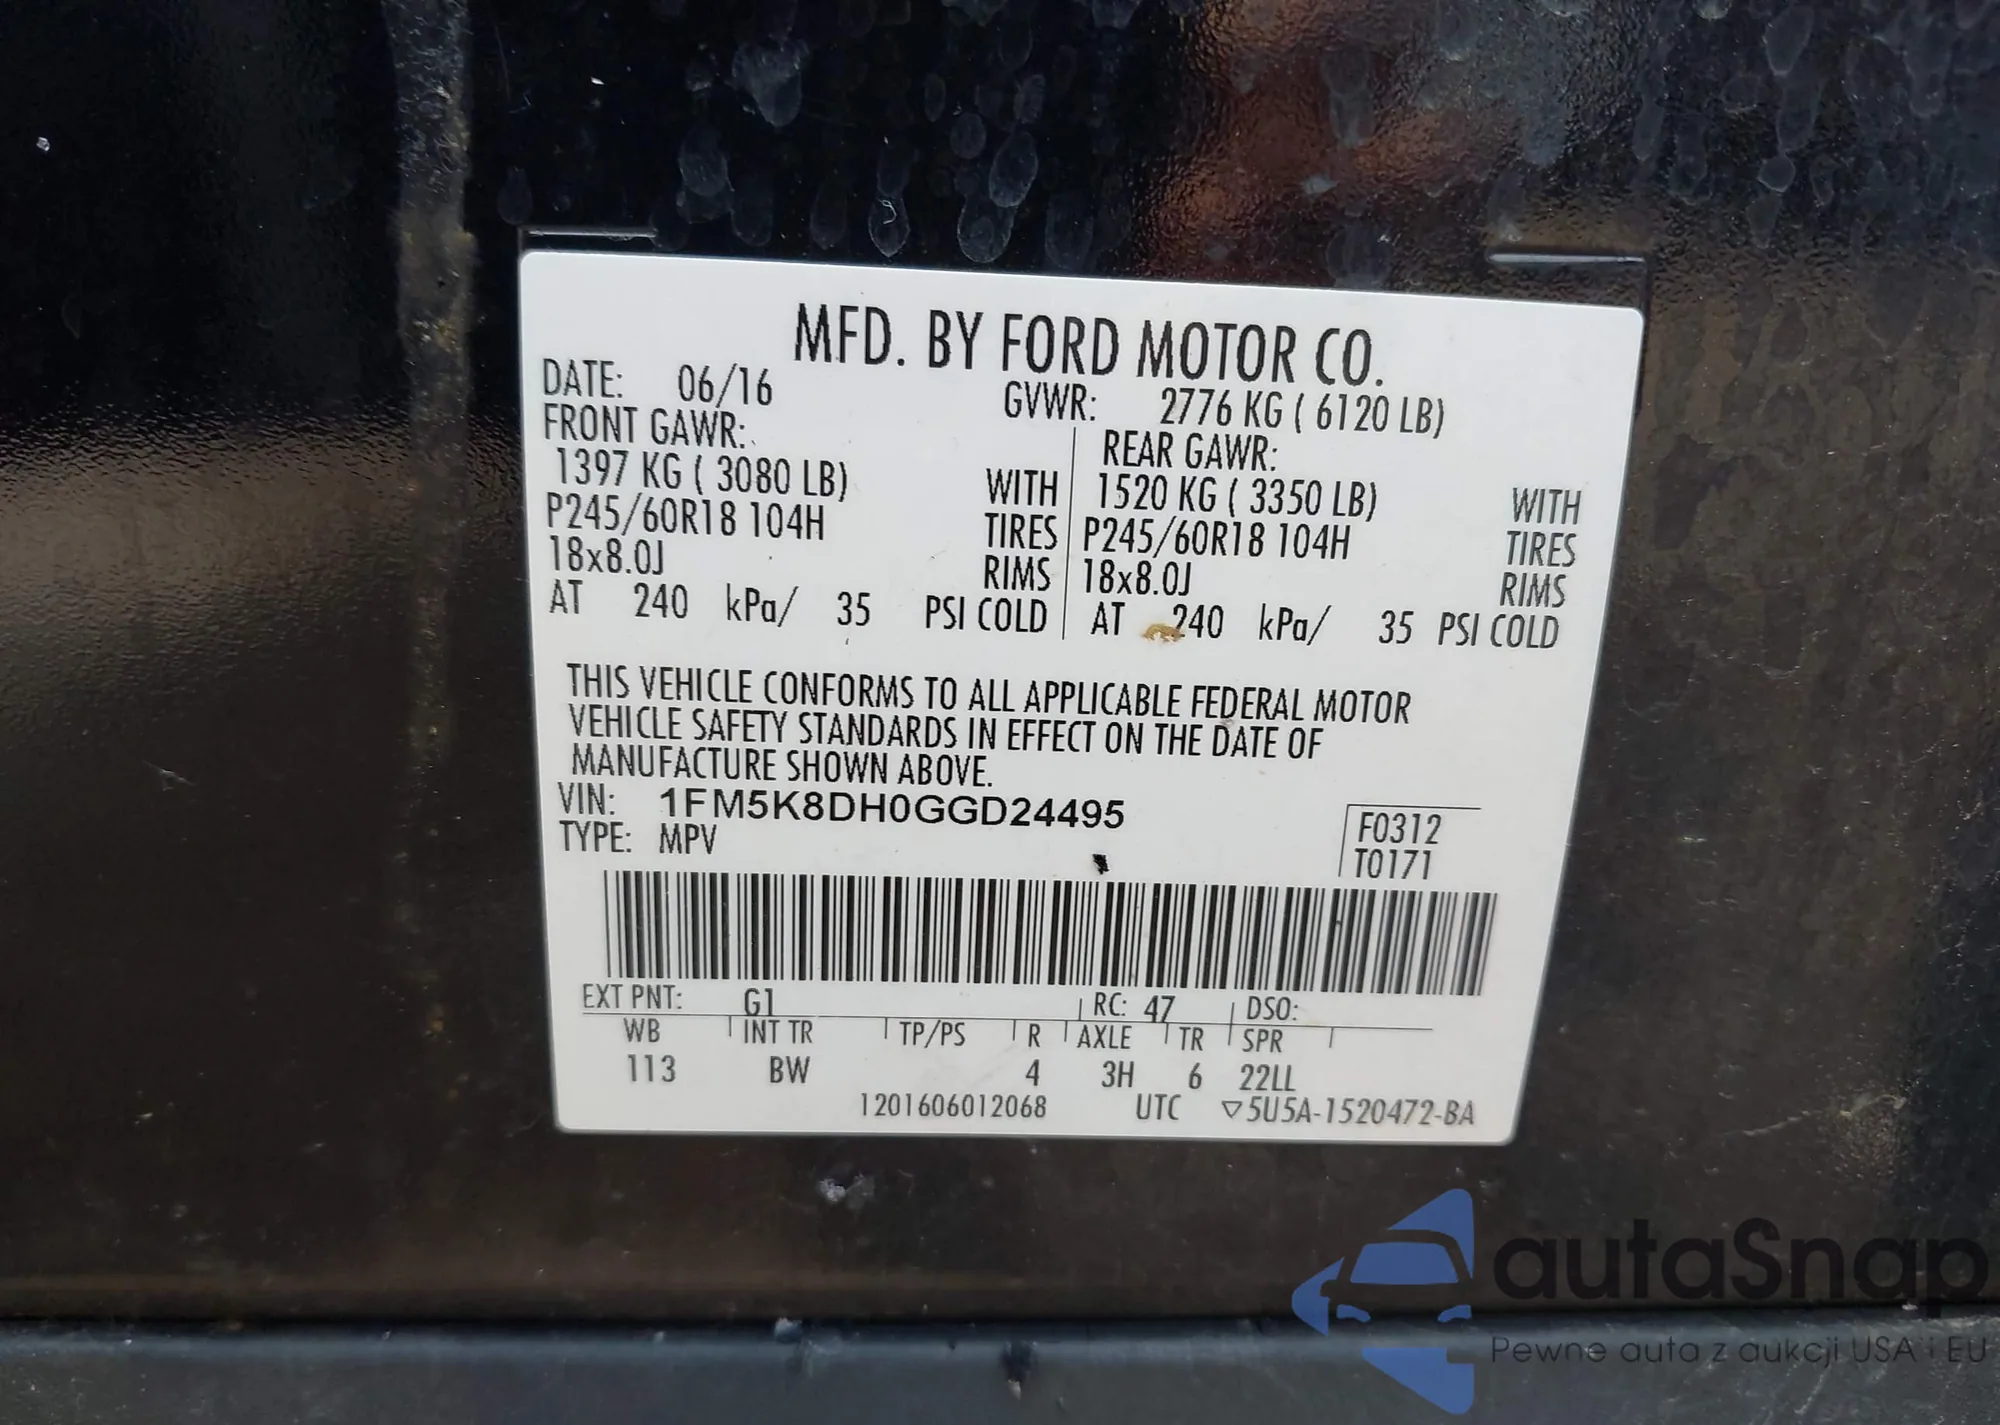 MFD. BY FORD MOTOR CO.
DATE: 06/16 GVWR: 2776 KG ( 6120 LB)
FRONT GAWR: REAR GAWR:
1397 KG ( 3080 LB) WITH 1520 KG ( 3350 LB) WITH
P245/60R18 104H TIRES P245/60R18 104H TIRES
18x8.0J RIMS 18x8.0J RIMS
AT 240 kPa/ 35 PSI COLD AT 240 kPa/ 35 PSI COLD
THIS VEHICLE CONFORMS TO ALL APPLICABLE FEDERAL MOTOR
VEHICLE SAFETY STANDARDS IN EFFECT ON THE DATE OF
MANUFACTURE SHOWN ABOVE.
VIN: 1FM5K8DH0GGD24495
TYPE: MPV
F0312
T0171
EXT PNT: G1 RC: 47 DSO:
WB INT TR TP/PS R AXLE TR SPR
113 BW 4 3H 6 22LL
1201606012068 UTC ▽5U5A-1520472-BA
autaSnap
Pewne auta z aukcji USA i EU